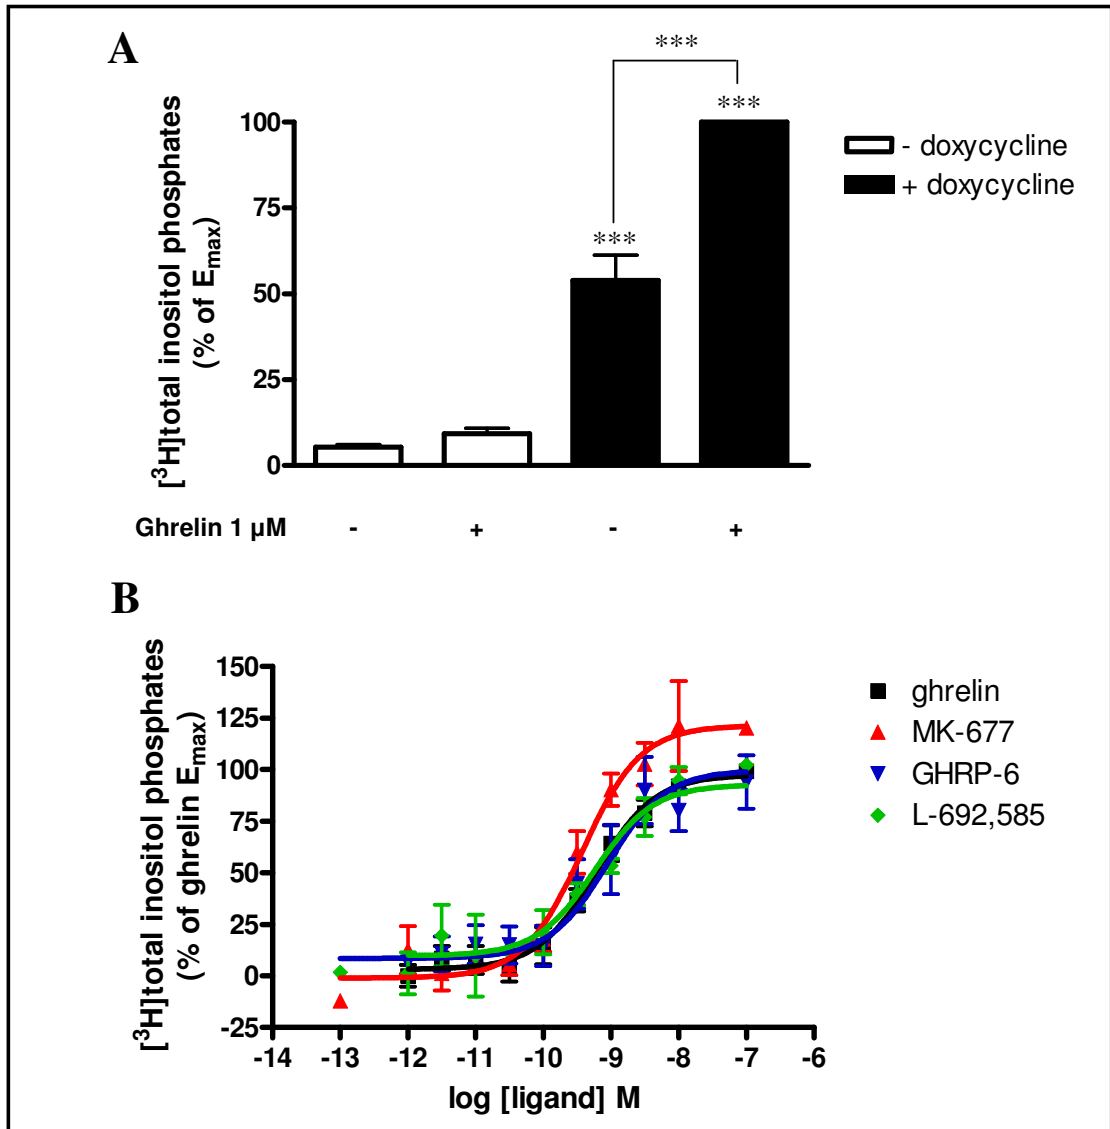 A
***
***
***
[³H]total inositol phosphates
(% of Emax)
100
75
50
25
0
- doxycycline
+ doxycycline
Ghrelin 1 µM - + - +
B
[³H]total inositol phosphates
(% of ghrelin Emax)
150
125
100
75
50
25
0
-25
-14 -13 -12 -11 -10 -9 -8 -7 -6
log [ligand] M
ghrelin
MK-677
GHRP-6
L-692,585